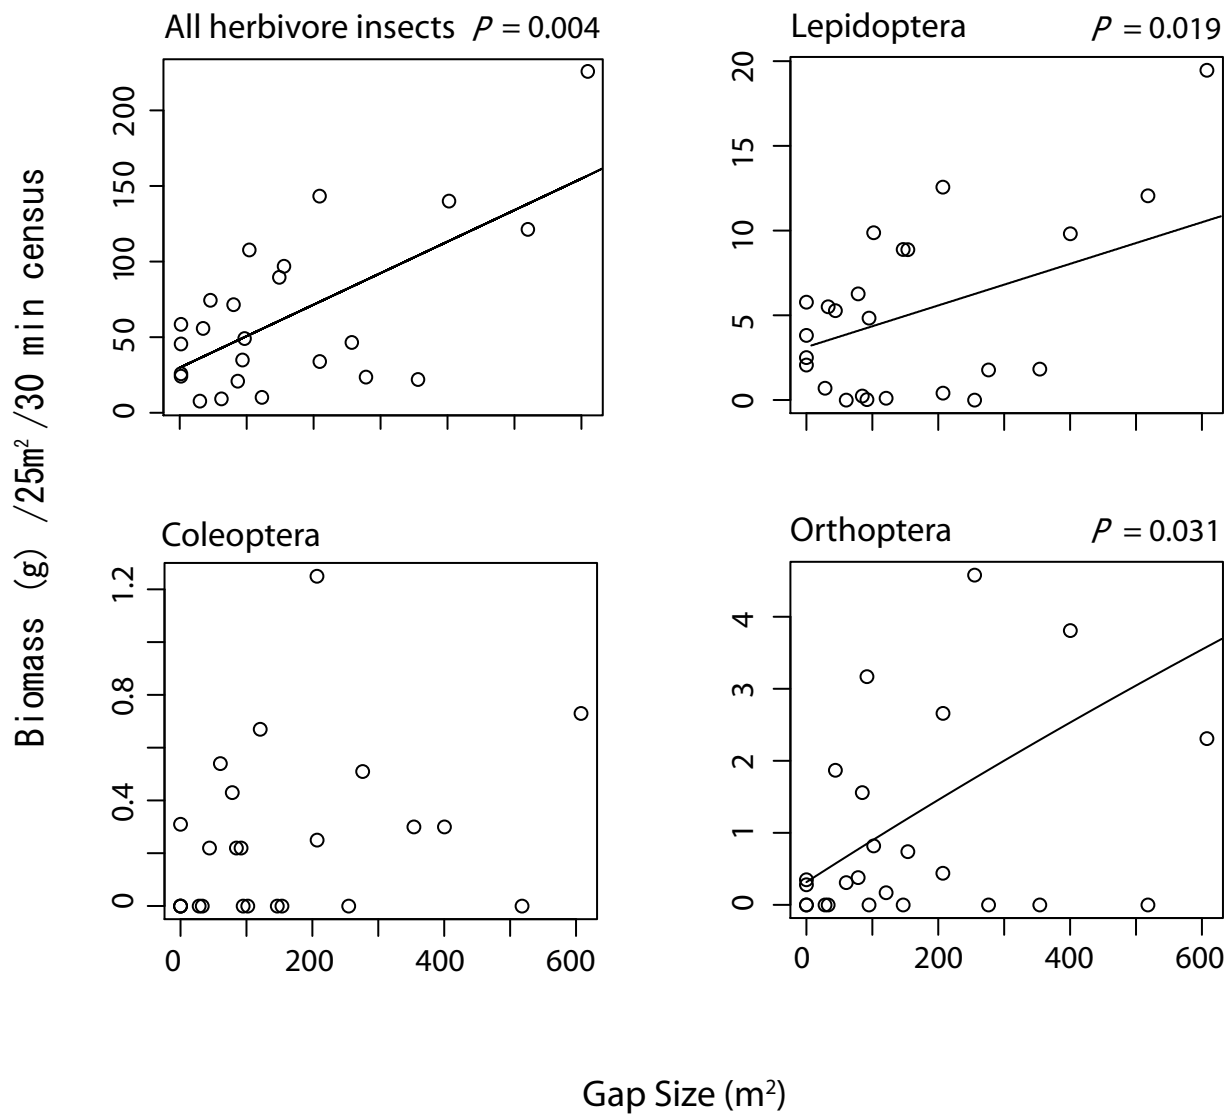 All herbivore insects P = 0.004
Lepidoptera P = 0.019
Biomass (g) /25m² /30 min census
0 50 100 150 200
0 5 10 15 20
Coleoptera
Orthoptera P = 0.031
0 0.4 0.8 1.2
0 1 2 3 4
0 200 400 600
0 200 400 600
Gap Size (m²)